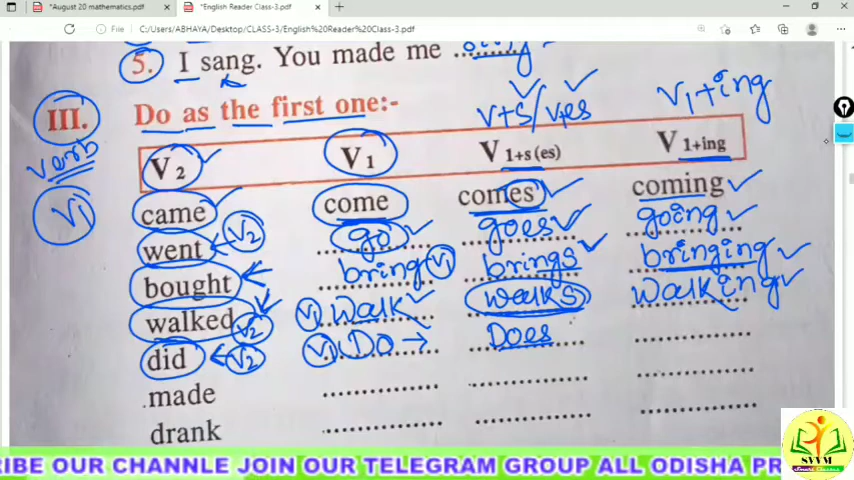 *August 20 mathematics.pdf
*English Reader Class-3.pdf
File
C:/Users/ABHAYA/Desktop/CLASS-3/English%20Reader%20Class-3.pdf
5. I sang. You made me ..sing
III. Do as the first one:-
V+s/V+es V1+ing
verb
V1
V2 V1 V1+s(es) V1+ing
came come comes coming
went V2 go goes going
bought bring V1 brings bringing
walked V2 V1 Walk walks Walking
did V2 V1 Do Does
made
drank
SVVM
Smart Classes
RIBE OUR CHANNLE JOIN OUR TELEGRAM GROUP ALL ODISHA PR